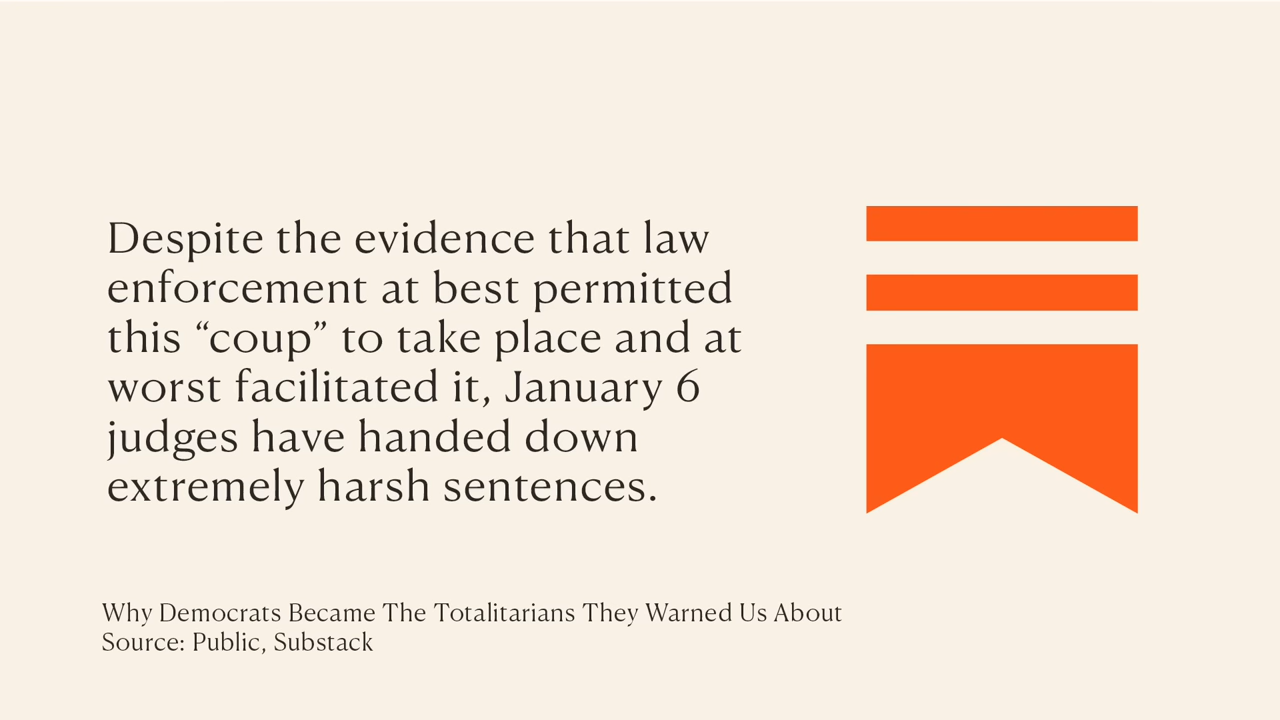 Despite the evidence that law
enforcement at best permitted
this “coup” to take place and at
worst facilitated it, January 6
judges have handed down
extremely harsh sentences.
Why Democrats Became The Totalitarians They Warned Us About
Source: Public, Substack